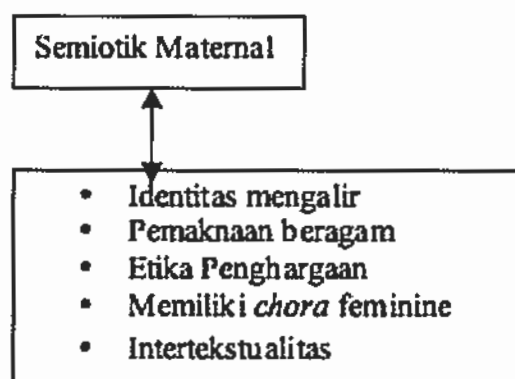 Semiotik Maternal
• Identitas mengalir
• Pemaknaan beragam
• Etika Penghargaan
• Memiliki chora feminine
• Intertekstualitas